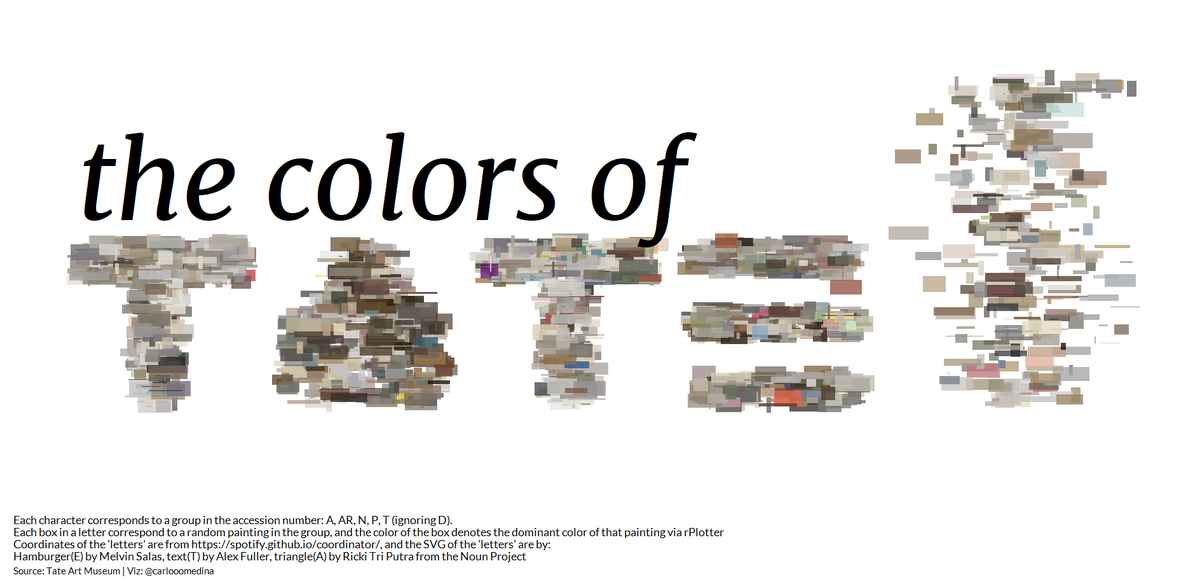 the colors of
TATE
Each character corresponds to a group in the accession number: A, AR, N, P, T (ignoring D).
Each box in a letter correspond to a random painting in the group, and the color of the box denotes the dominant color of that painting via rPlotter
Coordinates of the 'letters' are from https://spotify.github.io/coordinator/, and the SVG of the 'letters' are by:
Hamburger(E) by Melvin Salas, text(T) by Alex Fuller, triangle(A) by Ricki Tri Putra from the Noun Project
Source: Tate Art Museum | Viz: @carlooomedina